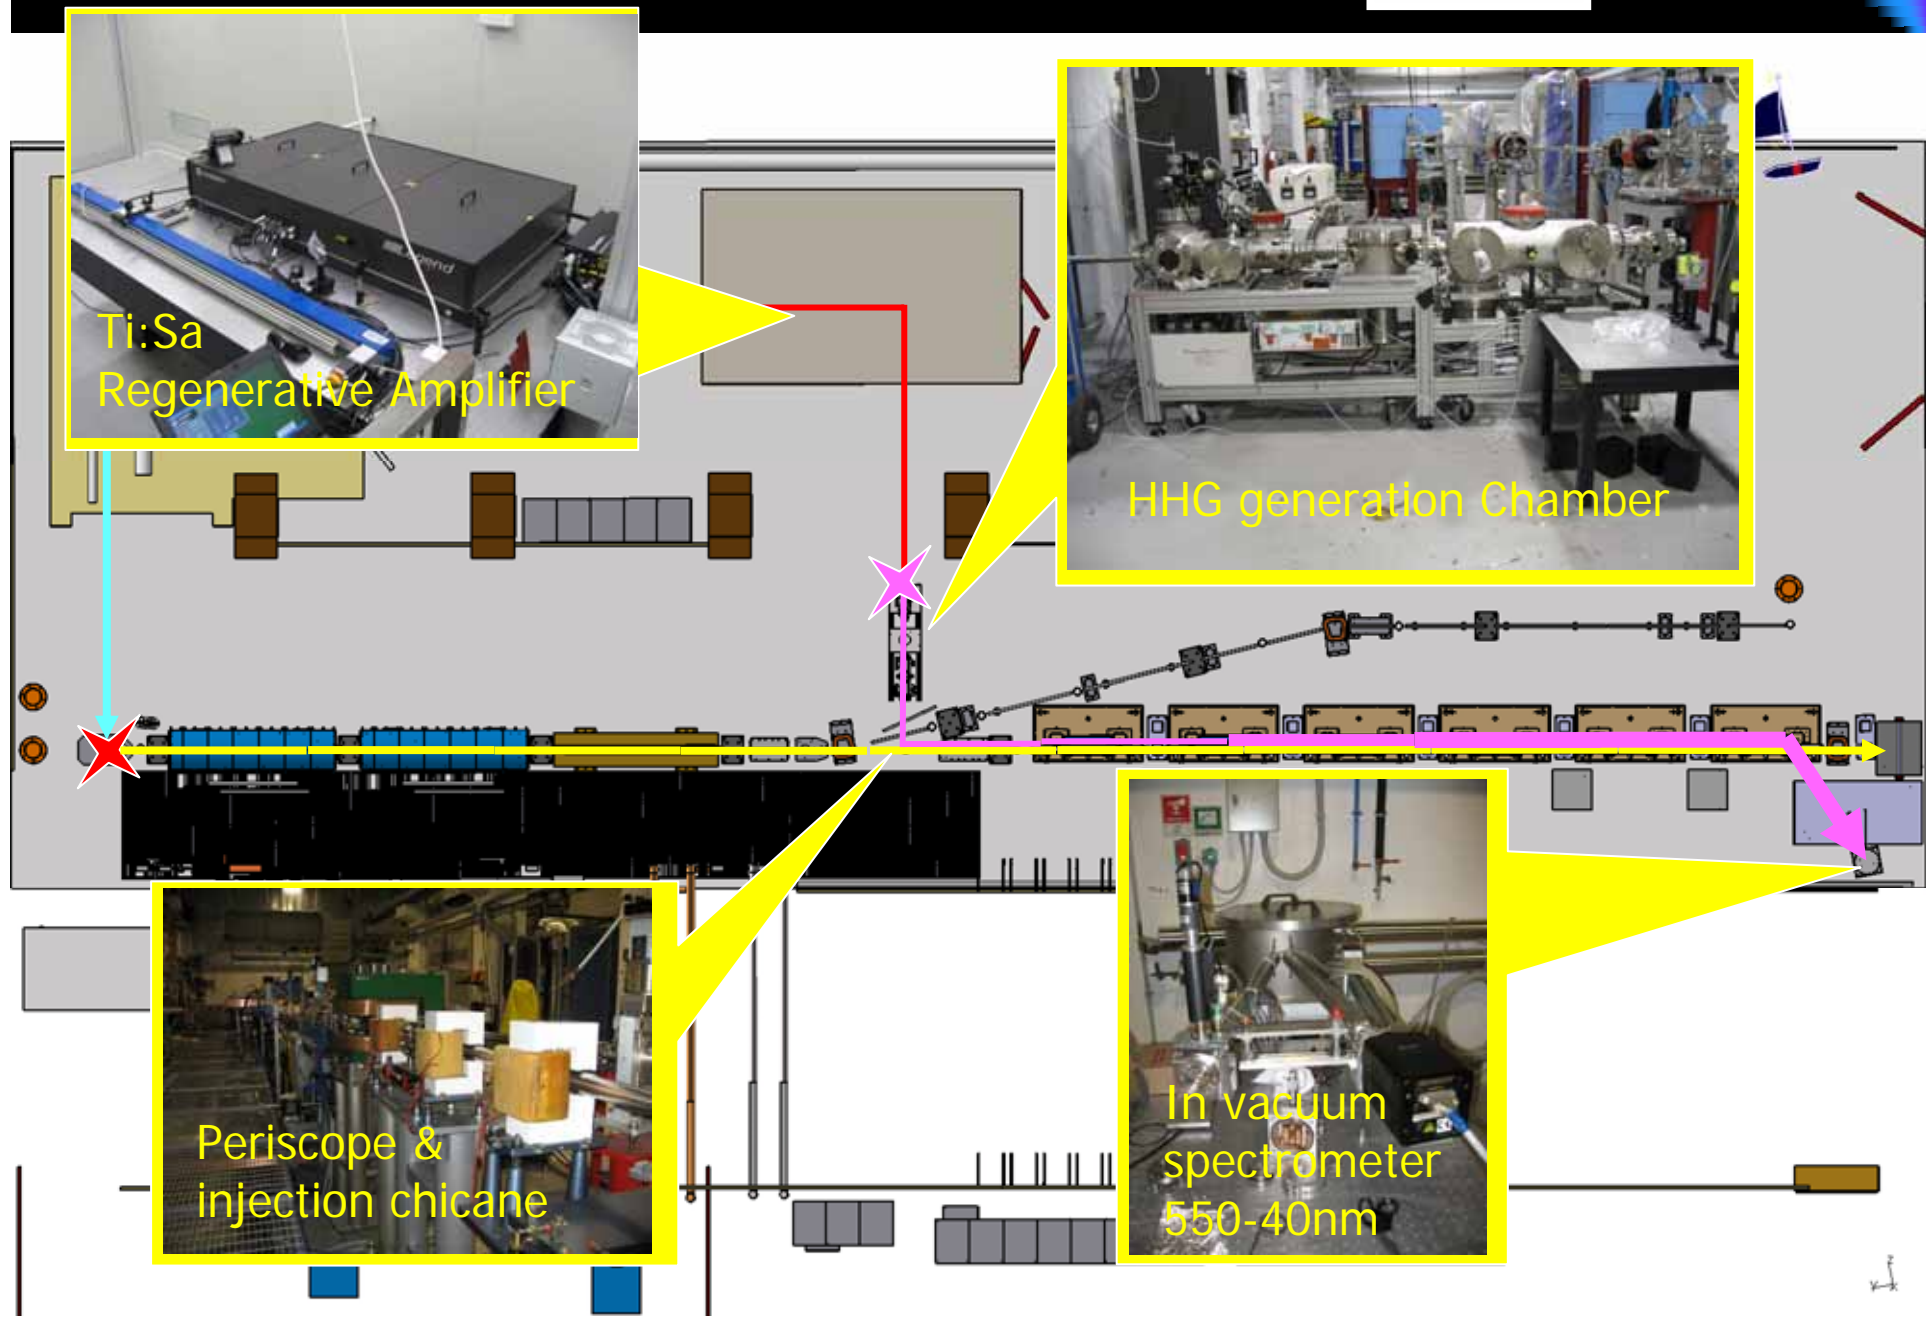 Ti:Sa
Regenerative Amplifier
HHG generation Chamber
Periscope &
injection chicane
In vacuum
spectrometer
550-40nm